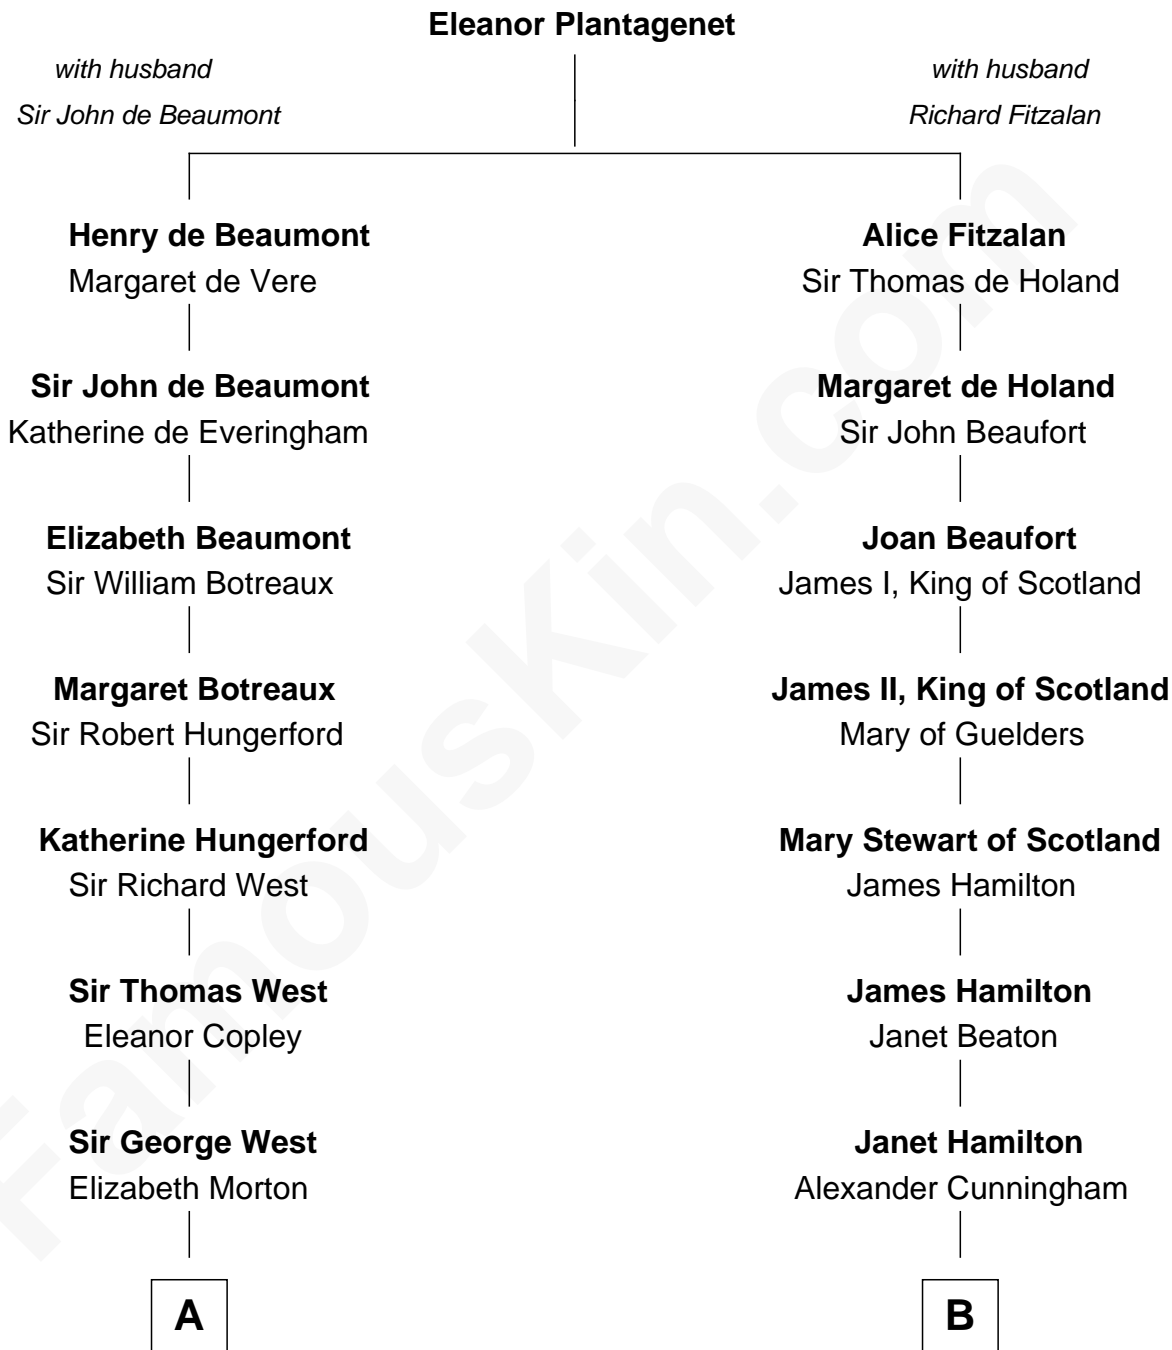 Eleanor Plantagenet
with husband
Sir John de Beaumont
with husband
Richard Fitzalan
Henry de Beaumont
Margaret de Vere
Alice Fitzalan
Sir Thomas de Holand
Sir John de Beaumont
Katherine de Everingham
Margaret de Holand
Sir John Beaufort
Elizabeth Beaumont
Sir William Botreaux
Joan Beaufort
James I, King of Scotland
Margaret Botreaux
Sir Robert Hungerford
James II, King of Scotland
Mary of Guelders
Katherine Hungerford
Sir Richard West
Mary Stewart of Scotland
James Hamilton
Sir Thomas West
Eleanor Copley
James Hamilton
Janet Beaton
Sir George West
Elizabeth Morton
Janet Hamilton
Alexander Cunningham
A
B
FamousKin.com